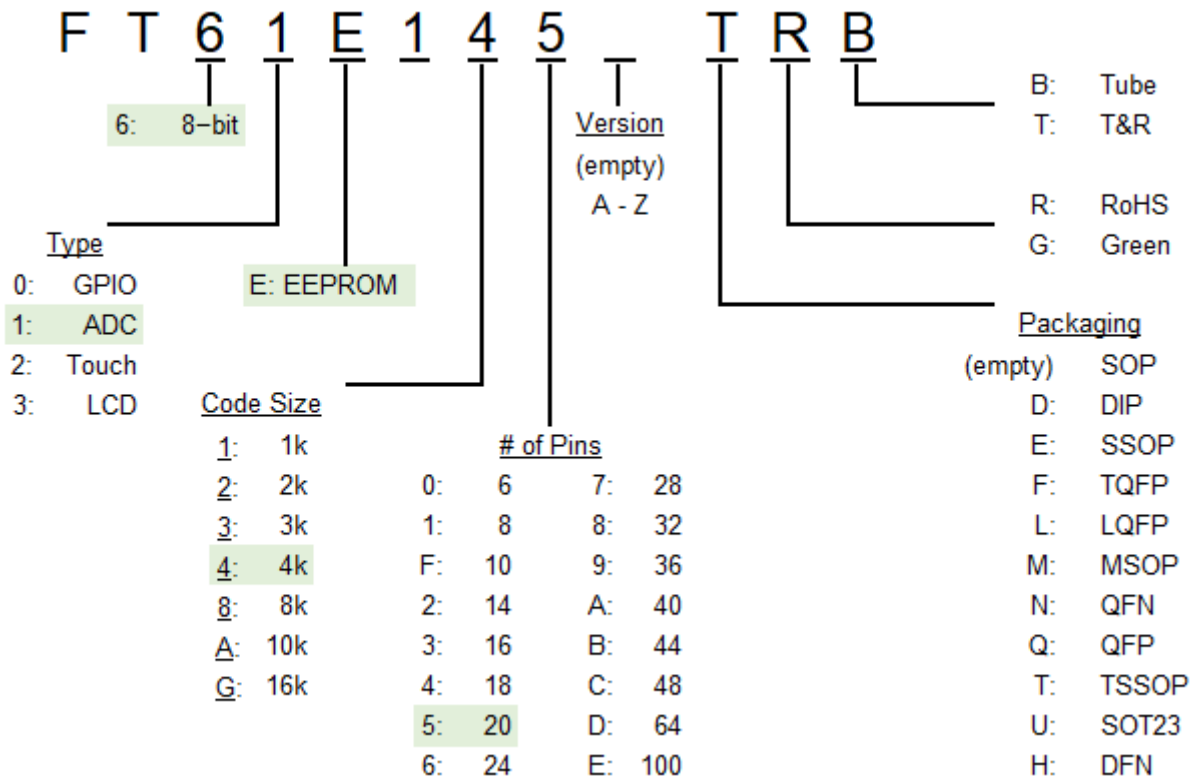 F T 6 1 E 1 4 5 _ T R B
6: 8–bit
Type
0: GPIO
1: ADC
2: Touch
3: LCD
E: EEPROM
Code Size
1: 1k
2: 2k
3: 3k
4: 4k
8: 8k
A: 10k
G: 16k
# of Pins
0: 6 7: 28
1: 8 8: 32
F: 10 9: 36
2: 14 A: 40
3: 16 B: 44
4: 18 C: 48
5: 20 D: 64
6: 24 E: 100
Version
(empty)
A - Z
B: Tube
T: T&R
R: RoHS
G: Green
Packaging
(empty) SOP
D: DIP
E: SSOP
F: TQFP
L: LQFP
M: MSOP
N: QFN
Q: QFP
T: TSSOP
U: SOT23
H: DFN